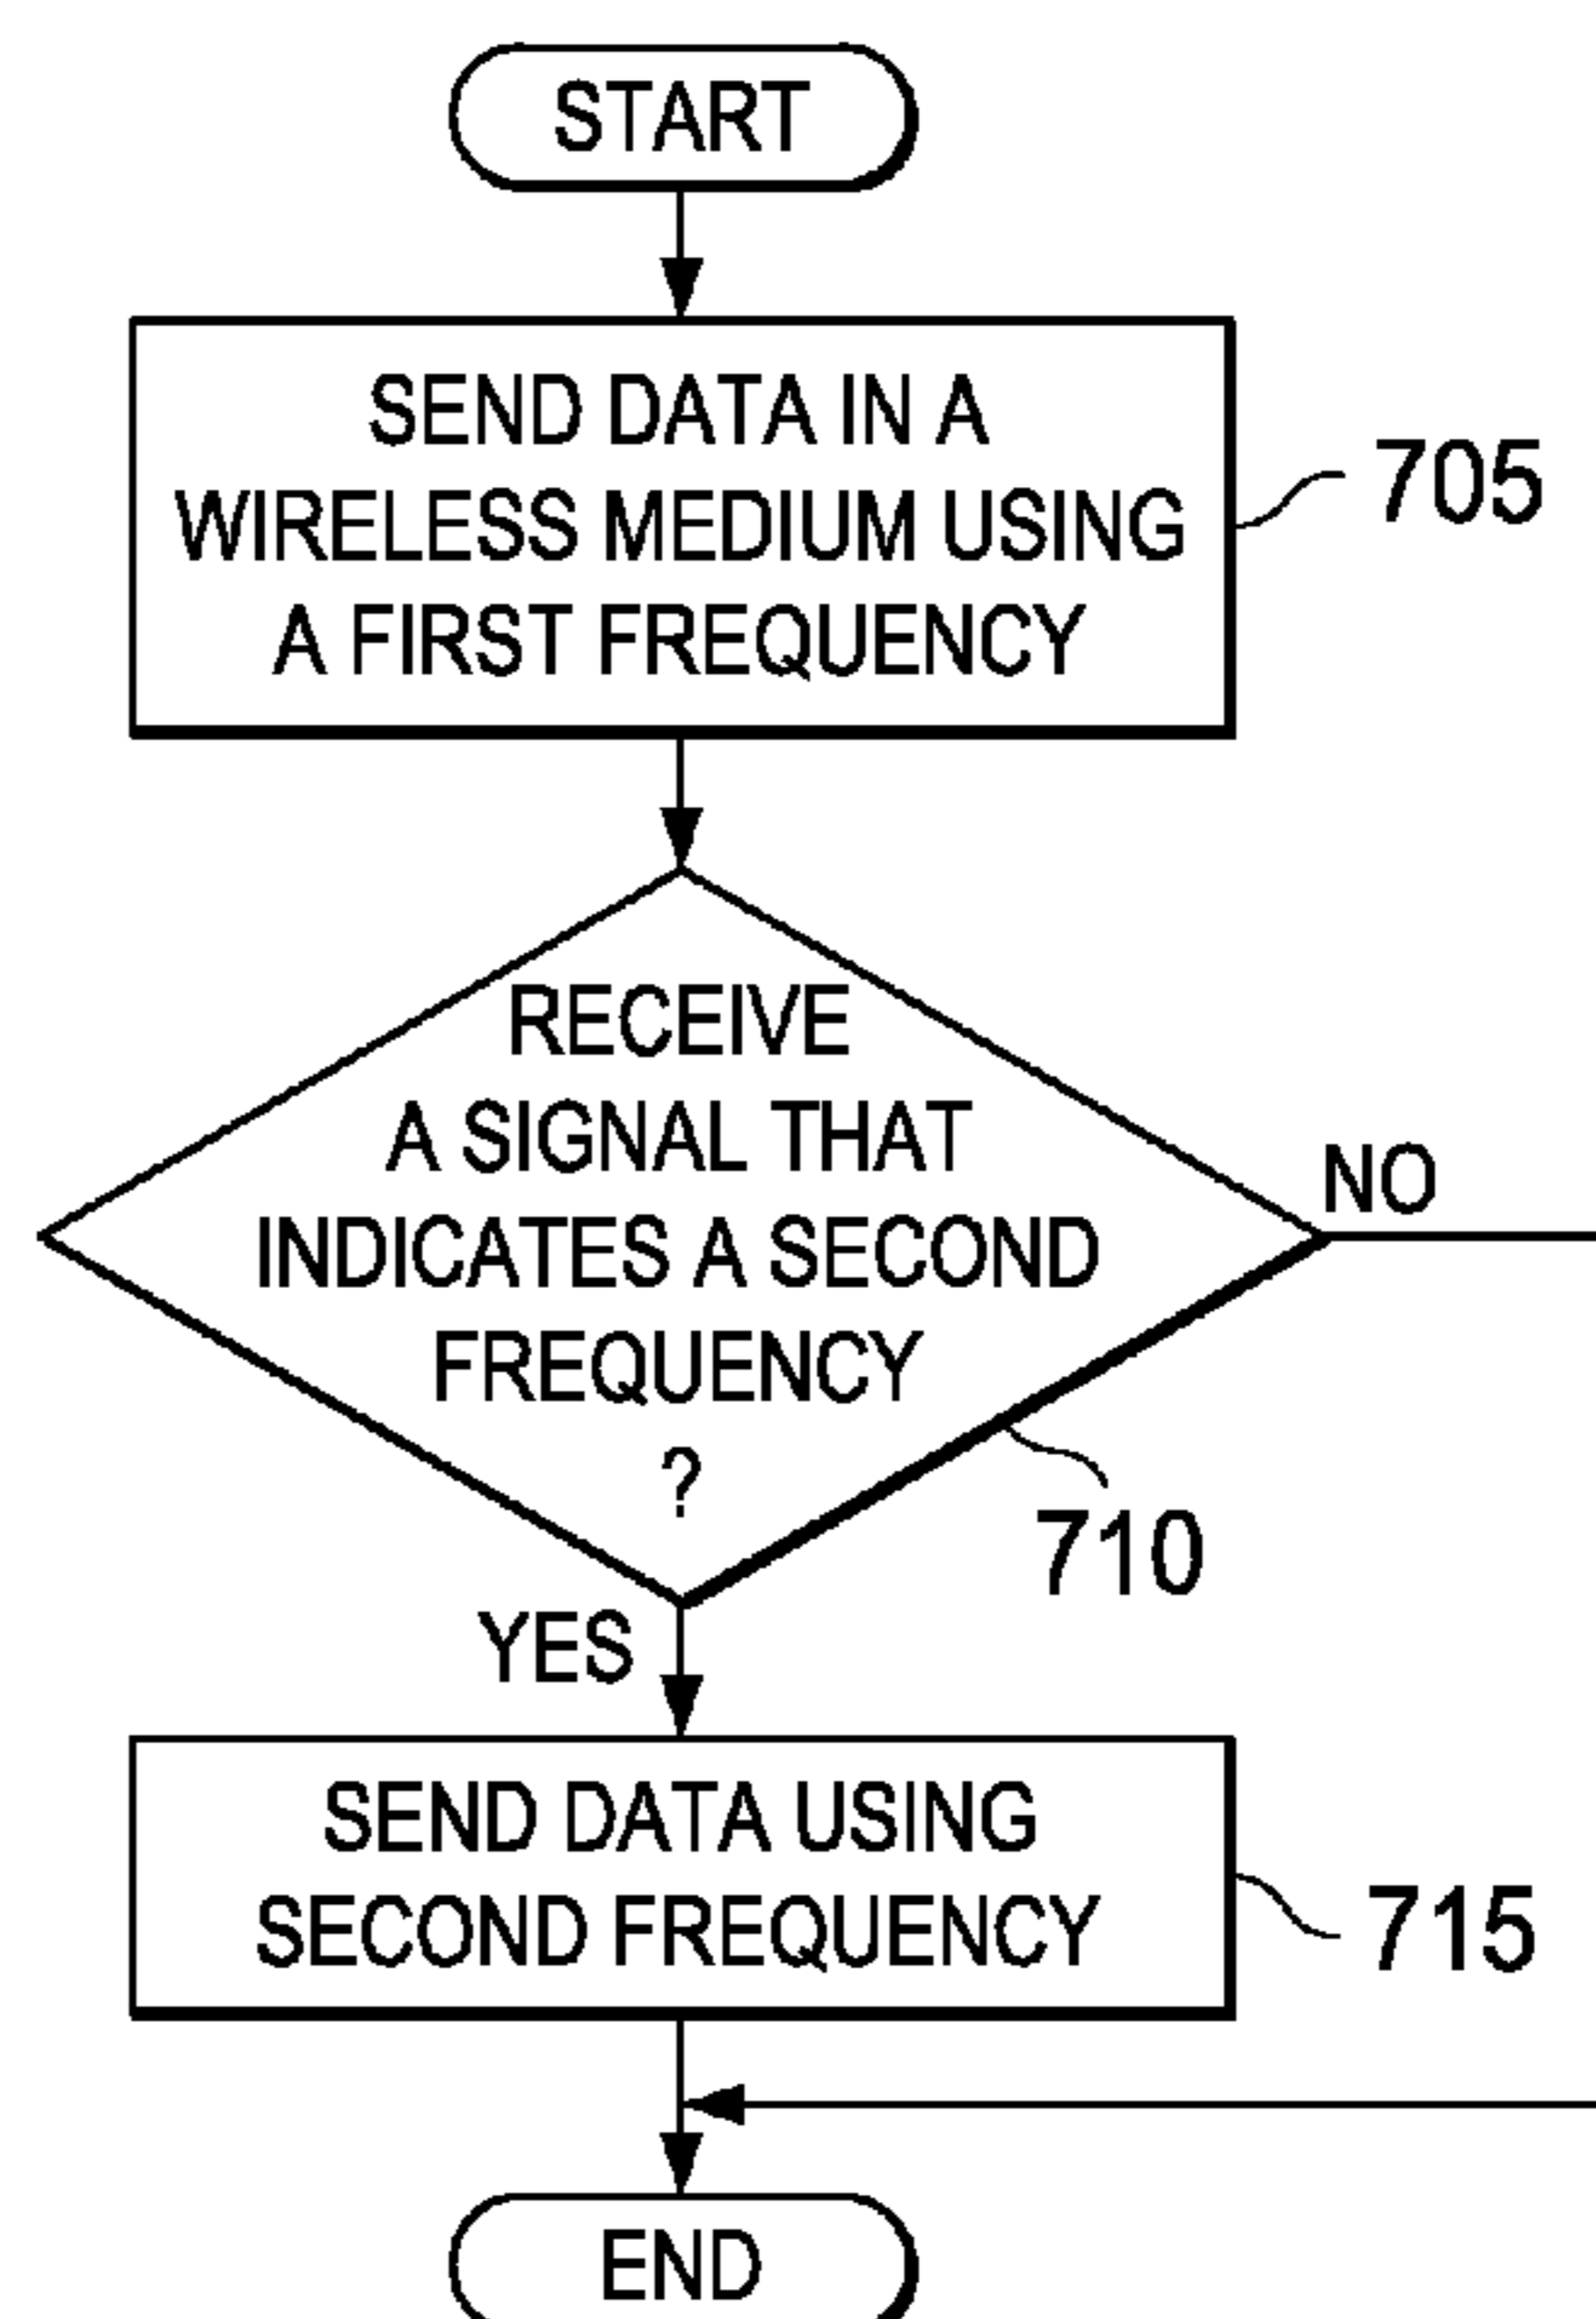 START
SEND DATA IN A
WIRELESS MEDIUM USING
A FIRST FREQUENCY
705
RECEIVE
A SIGNAL THAT
INDICATES A SECOND
FREQUENCY
?
NO
710
YES
SEND DATA USING
SECOND FREQUENCY
715
END